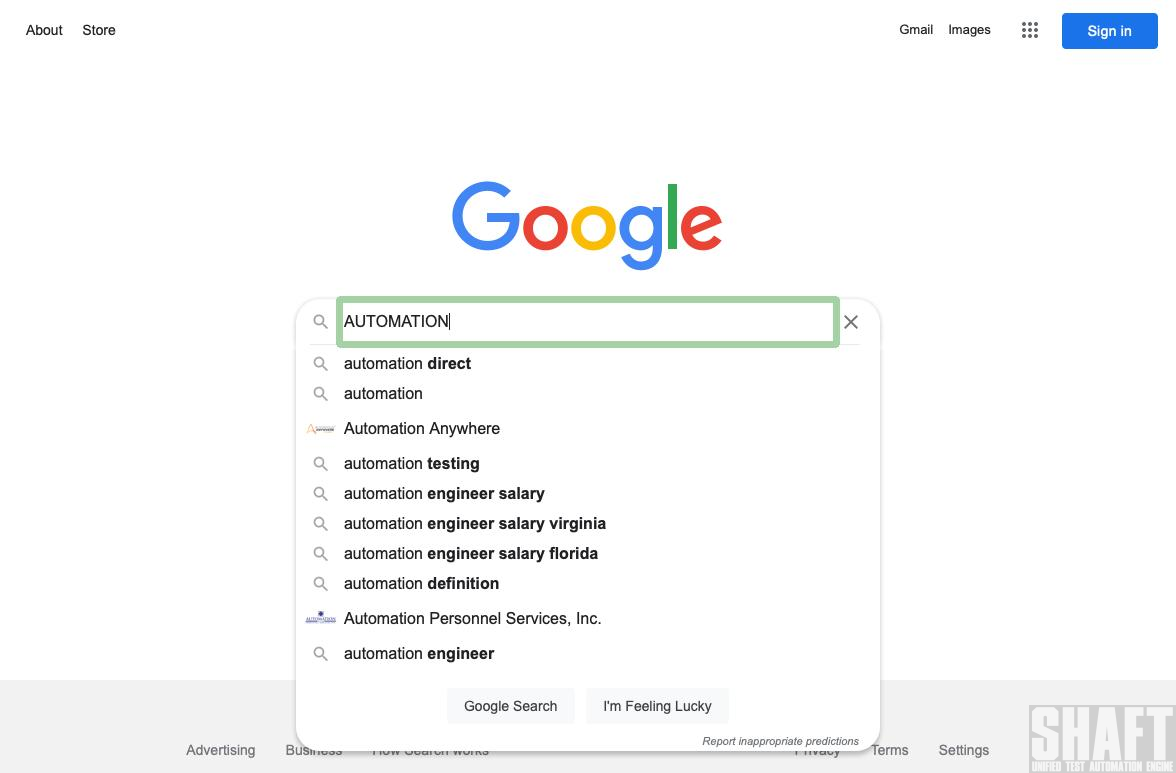 About Store Gmail Images Sign in
Google
AUTOMATION
automation direct
automation
Automation Anywhere
automation testing
automation engineer salary
automation engineer salary virginia
automation engineer salary florida
automation definition
Automation Personnel Services, Inc.
automation engineer
Google Search I'm Feeling Lucky
Report inappropriate predictions
Advertising Business How Search works Privacy Terms Settings
SHAFT
UNIFIED TEST AUTOMATION ENGINE